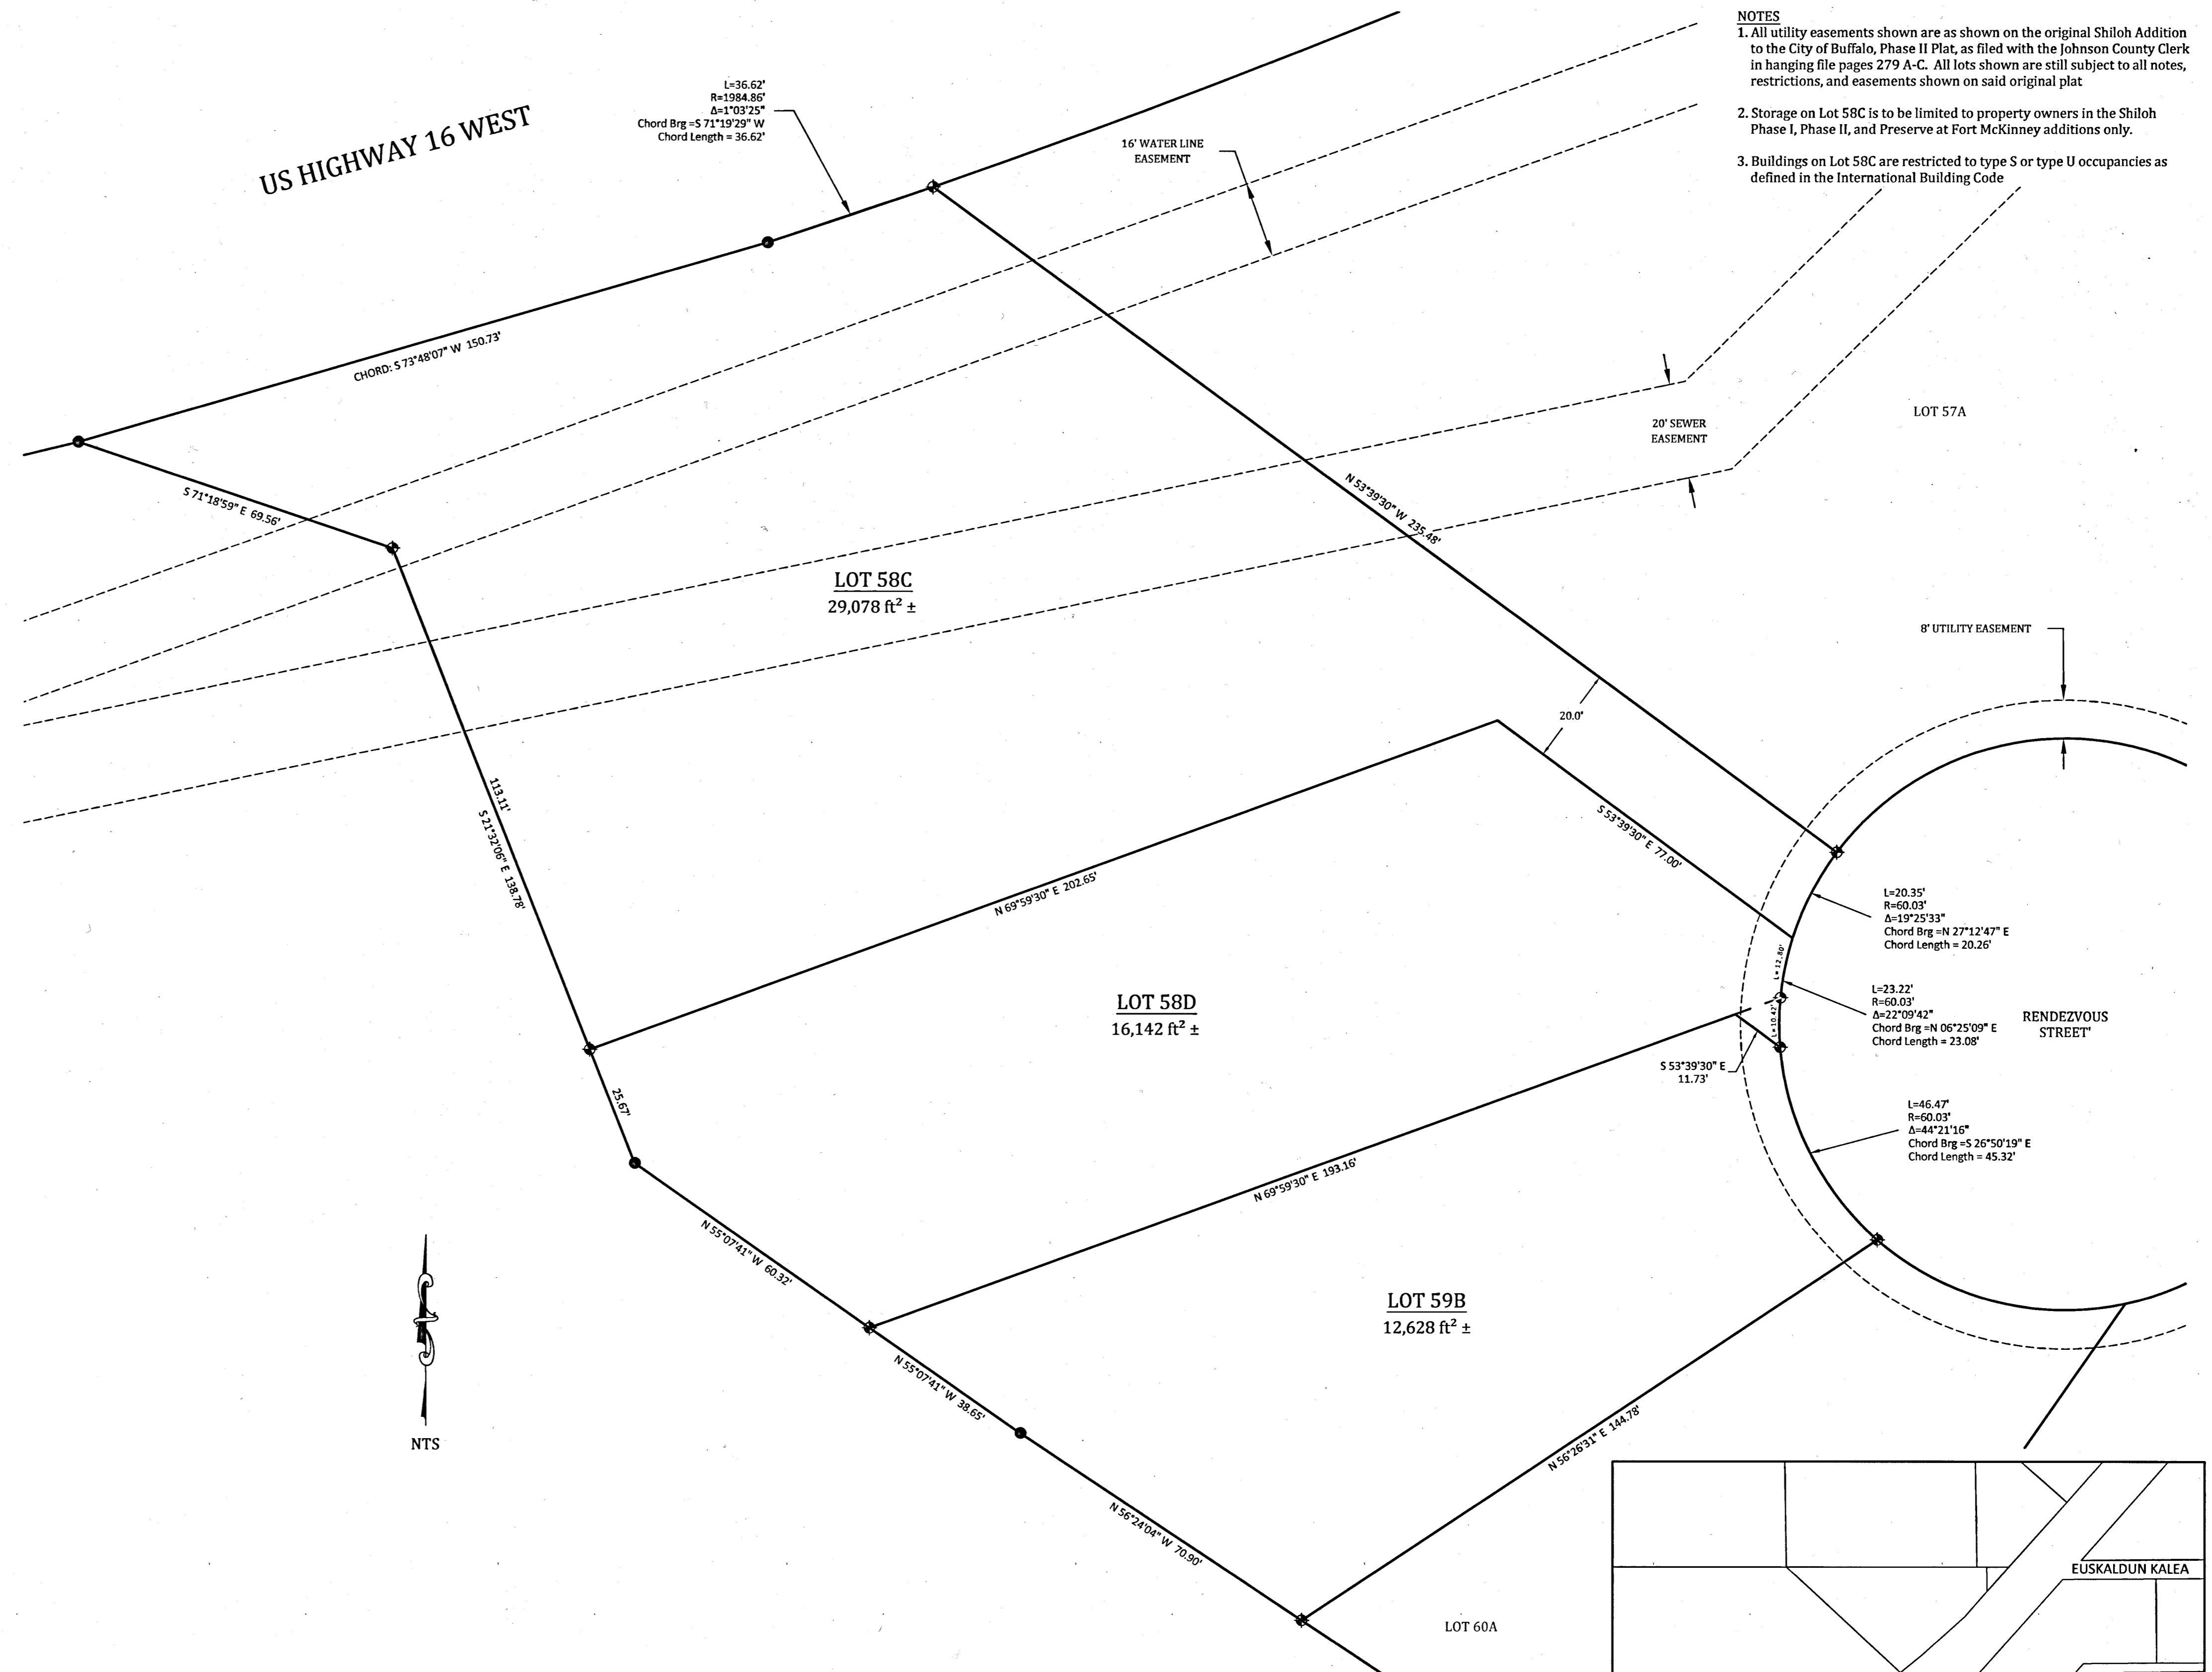 NOTES
1. All utility easements shown are as shown on the original Shiloh Addition
to the City of Buffalo, Phase II Plat, as filed with the Johnson County Clerk
in hanging file pages 279 A-C. All lots shown are still subject to all notes,
restrictions, and easements shown on said original plat
2. Storage on Lot 58C is to be limited to property owners in the Shiloh
Phase I, Phase II, and Preserve at Fort McKinney additions only.
3. Buildings on Lot 58C are restricted to type S or type U occupancies as
defined in the International Building Code
L=36.62'
R=1984.86'
Δ=1°03'25"
Chord Brg =S 71°19'29" W
Chord Length = 36.62'
US HIGHWAY 16 WEST
16' WATER LINE
EASEMENT
CHORD: S 73°48'07" W 150.73'
S 71°18'59" E 69.56'
N 53°39'30" W 235.48'
20' SEWER
EASEMENT
LOT 57A
LOT 58C
29,078 ft² ±
8' UTILITY EASEMENT
20.0'
113.11'
S 21°32'06" E 138.78'
S 53°39'30" E 77.00'
N 69°59'30" E 202.65'
L=20.35'
R=60.03'
Δ=19°25'33"
Chord Brg =N 27°12'47" E
Chord Length = 20.26'
L=12.80'
L=10.42'
L=23.22'
R=60.03'
Δ=22°09'42"
Chord Brg =N 06°25'09" E
Chord Length = 23.08'
RENDEZVOUS
STREET'
LOT 58D
16,142 ft² ±
S 53°39'30" E
11.73'
25.67'
L=46.47'
R=60.03'
Δ=44°21'16"
Chord Brg =S 26°50'19" E
Chord Length = 45.32'
N 69°59'30" E 193.16'
N 55°07'41" W 60.32'
LOT 59B
12,628 ft² ±
N 55°07'41" W 38.65'
NTS
N 56°26'31" E 144.78'
N 56°24'04" W 70.90'
LOT 60A
EUSKALDUN KALEA